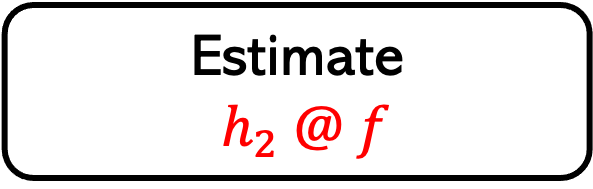 Estimate
h₂ @ f